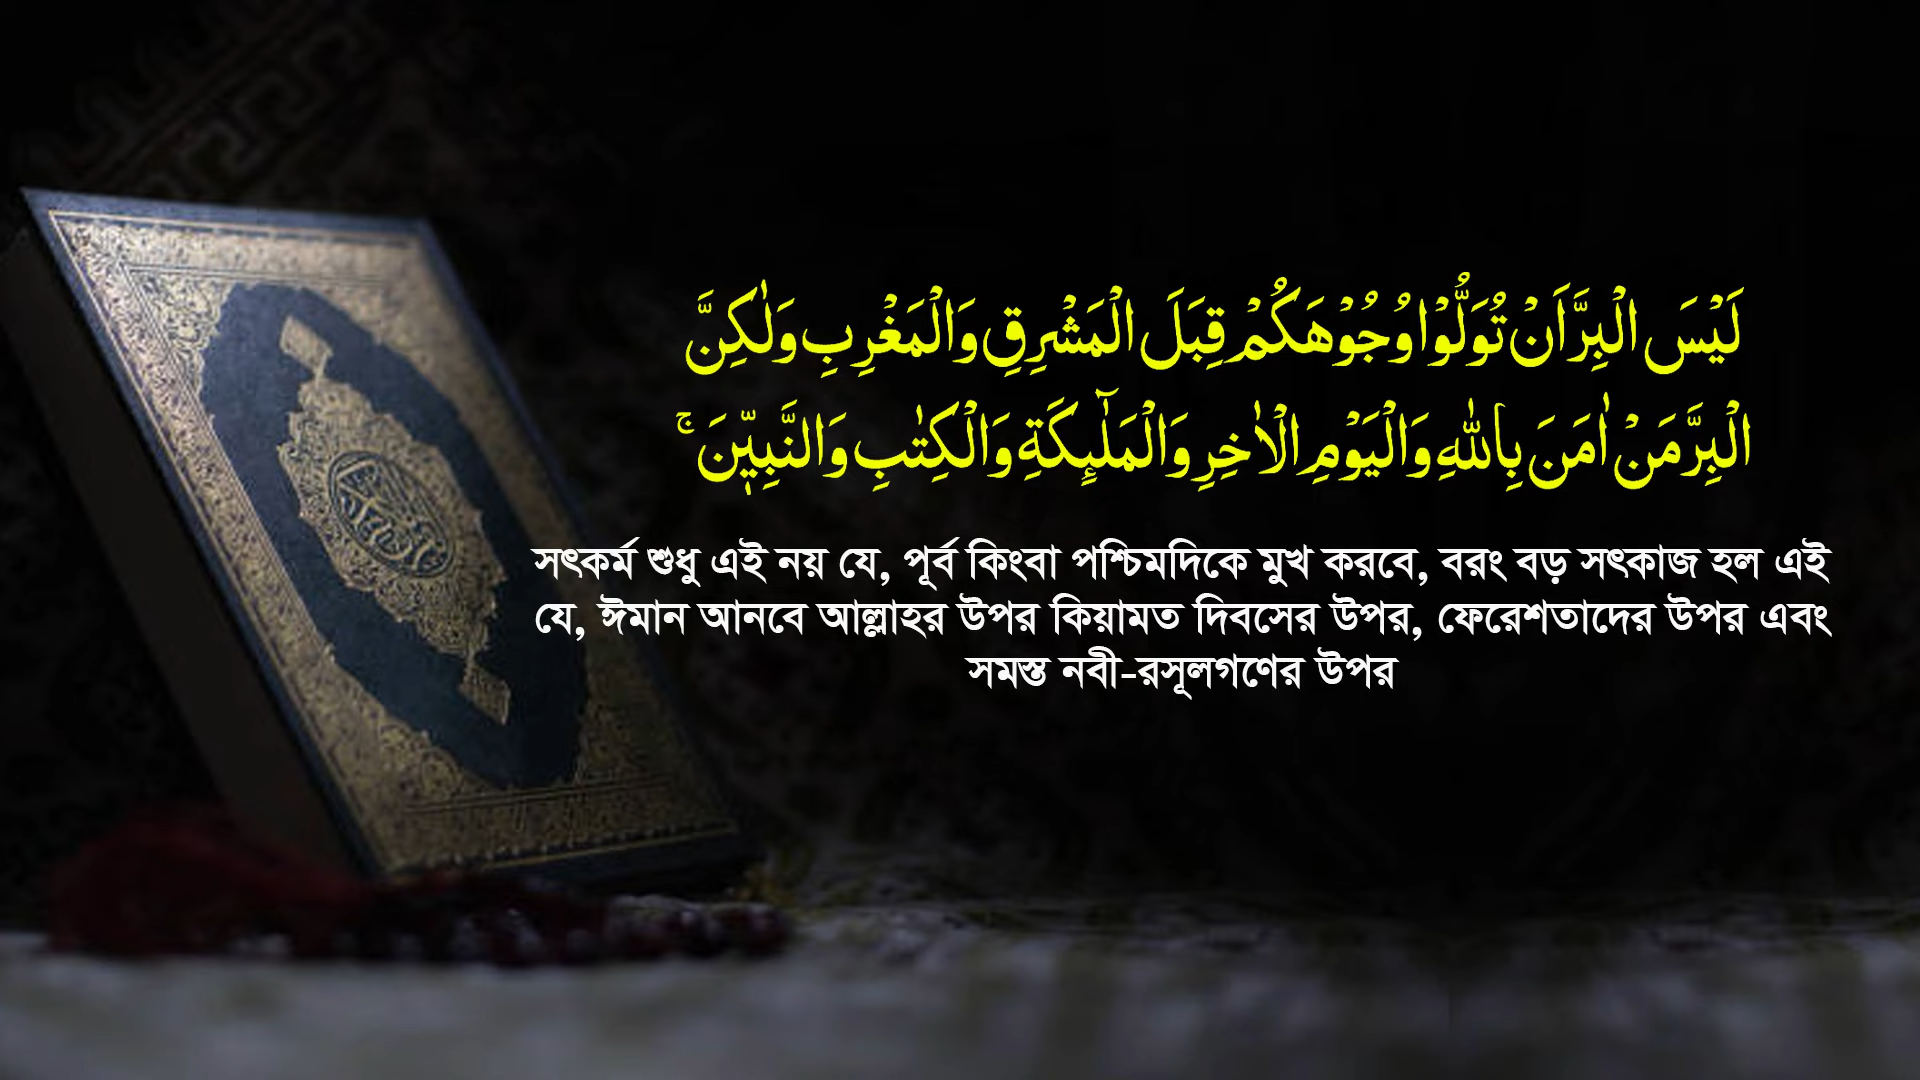 لَيۡسَ الۡبِرَّ اَنۡ تُوَلُّوۡا وُجُوۡهَكُمۡ قِبَلَ الۡمَشۡرِقِ وَالۡمَغۡرِبِ وَلٰكِنَّ
الۡبِرَّ مَنۡ اٰمَنَ بِاللّٰهِ وَالۡيَوۡمِ الۡاٰخِرِ وَالۡمَلٰٓٮِٕكَةِ وَالۡكِتٰبِ وَالنَّبِيّٖنَ‌ۚ
সৎকর্ম শুধু এই নয় যে, পূর্ব কিংবা পশ্চিমদিকে মুখ করবে, বরং বড় সৎকাজ হল এই
যে, ঈমান আনবে আল্লাহর উপর কিয়ামত দিবসের উপর, ফেরেশতাদের উপর এবং
সমস্ত নবী-রসূলগণের উপর